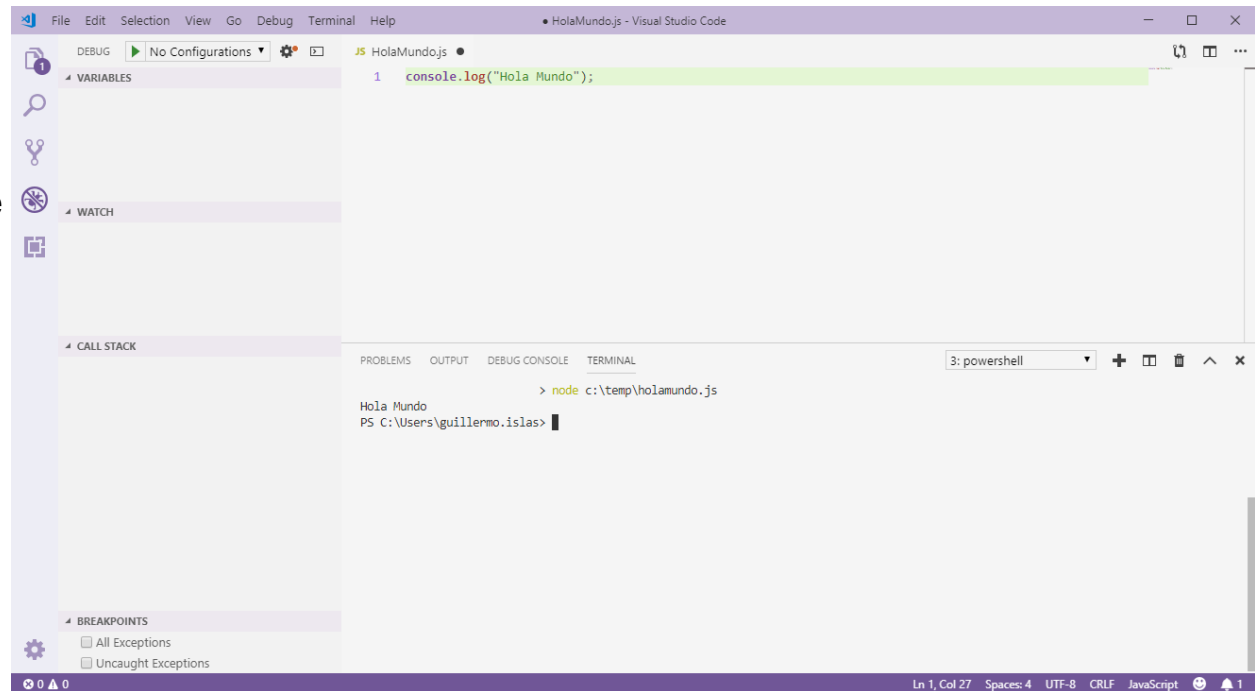 File Edit Selection View Go Debug Terminal Help
● HolaMundo.js - Visual Studio Code
DEBUG No Configurations
JS HolaMundo.js ●
1
VARIABLES
1 console.log("Hola Mundo");
e
WATCH
CALL STACK
PROBLEMS OUTPUT DEBUG CONSOLE TERMINAL
3: powershell
> node c:\temp\holamundo.js
Hola Mundo
PS C:\Users\guillermo.islas>
BREAKPOINTS
All Exceptions
Uncaught Exceptions
0 0
Ln 1, Col 27 Spaces: 4 UTF-8 CRLF JavaScript 1